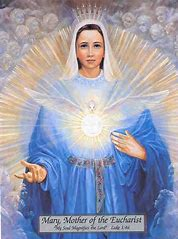 Mary, Mother of the Eucharist
"My Soul Magnifies the Lord" Luke 1:46